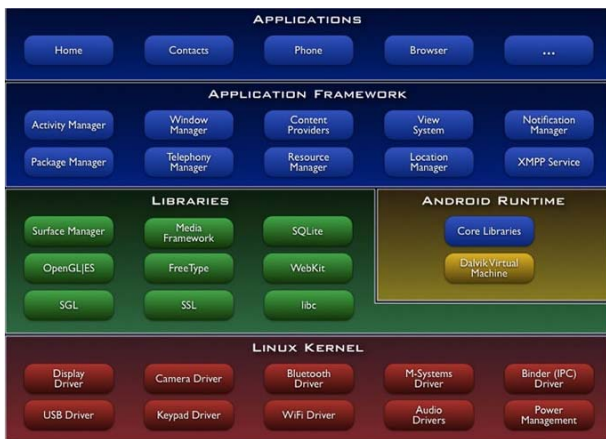 APPLICATIONS
Home
Contacts
Phone
Browser
...
APPLICATION FRAMEWORK
Activity Manager
Window
Manager
Content
Providers
View
System
Notification
Manager
Package Manager
Telephony
Manager
Resource
Manager
Location
Manager
XMPP Service
LIBRARIES
Surface Manager
Media
Framework
SQLite
OpenGL|ES
FreeType
WebKit
SGL
SSL
libc
ANDROID RUNTIME
Core Libraries
Dalvik Virtual
Machine
LINUX KERNEL
Display
Driver
Camera Driver
Bluetooth
Driver
M-Systems
Driver
Binder (IPC)
Driver
USB Driver
Keypad Driver
WiFi Driver
Audio
Drivers
Power
Management